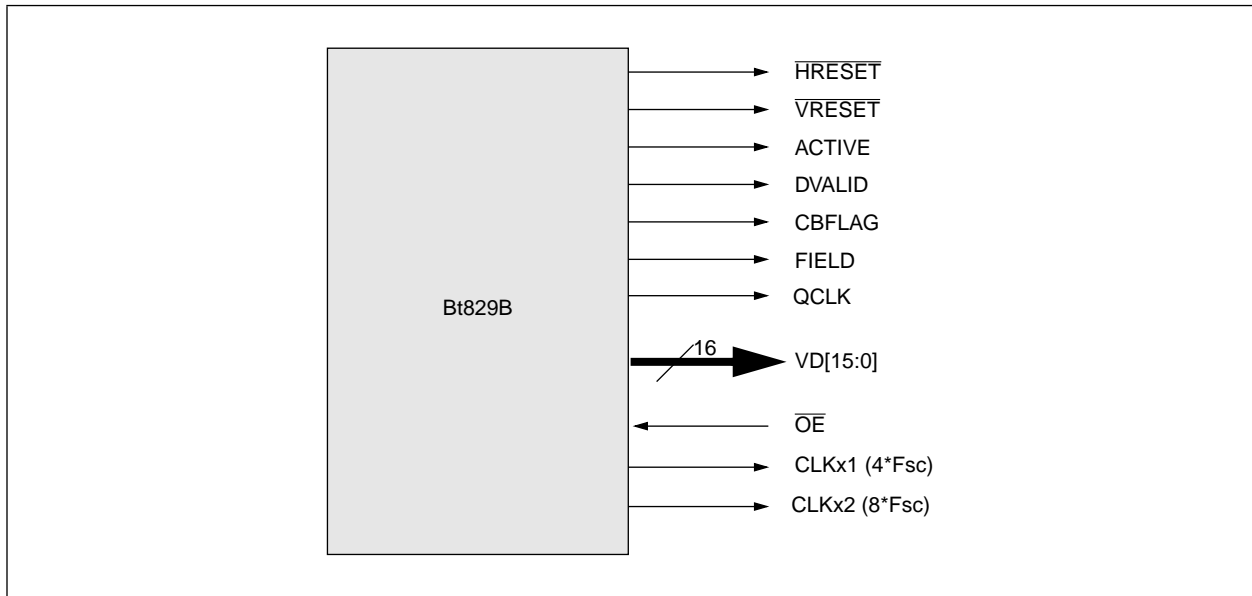 HRESET
VRESET
ACTIVE
DVALID
CBFLAG
FIELD
QCLK
Bt829B
16
VD[15:0]
OE
CLKx1 (4*Fsc)
CLKx2 (8*Fsc)